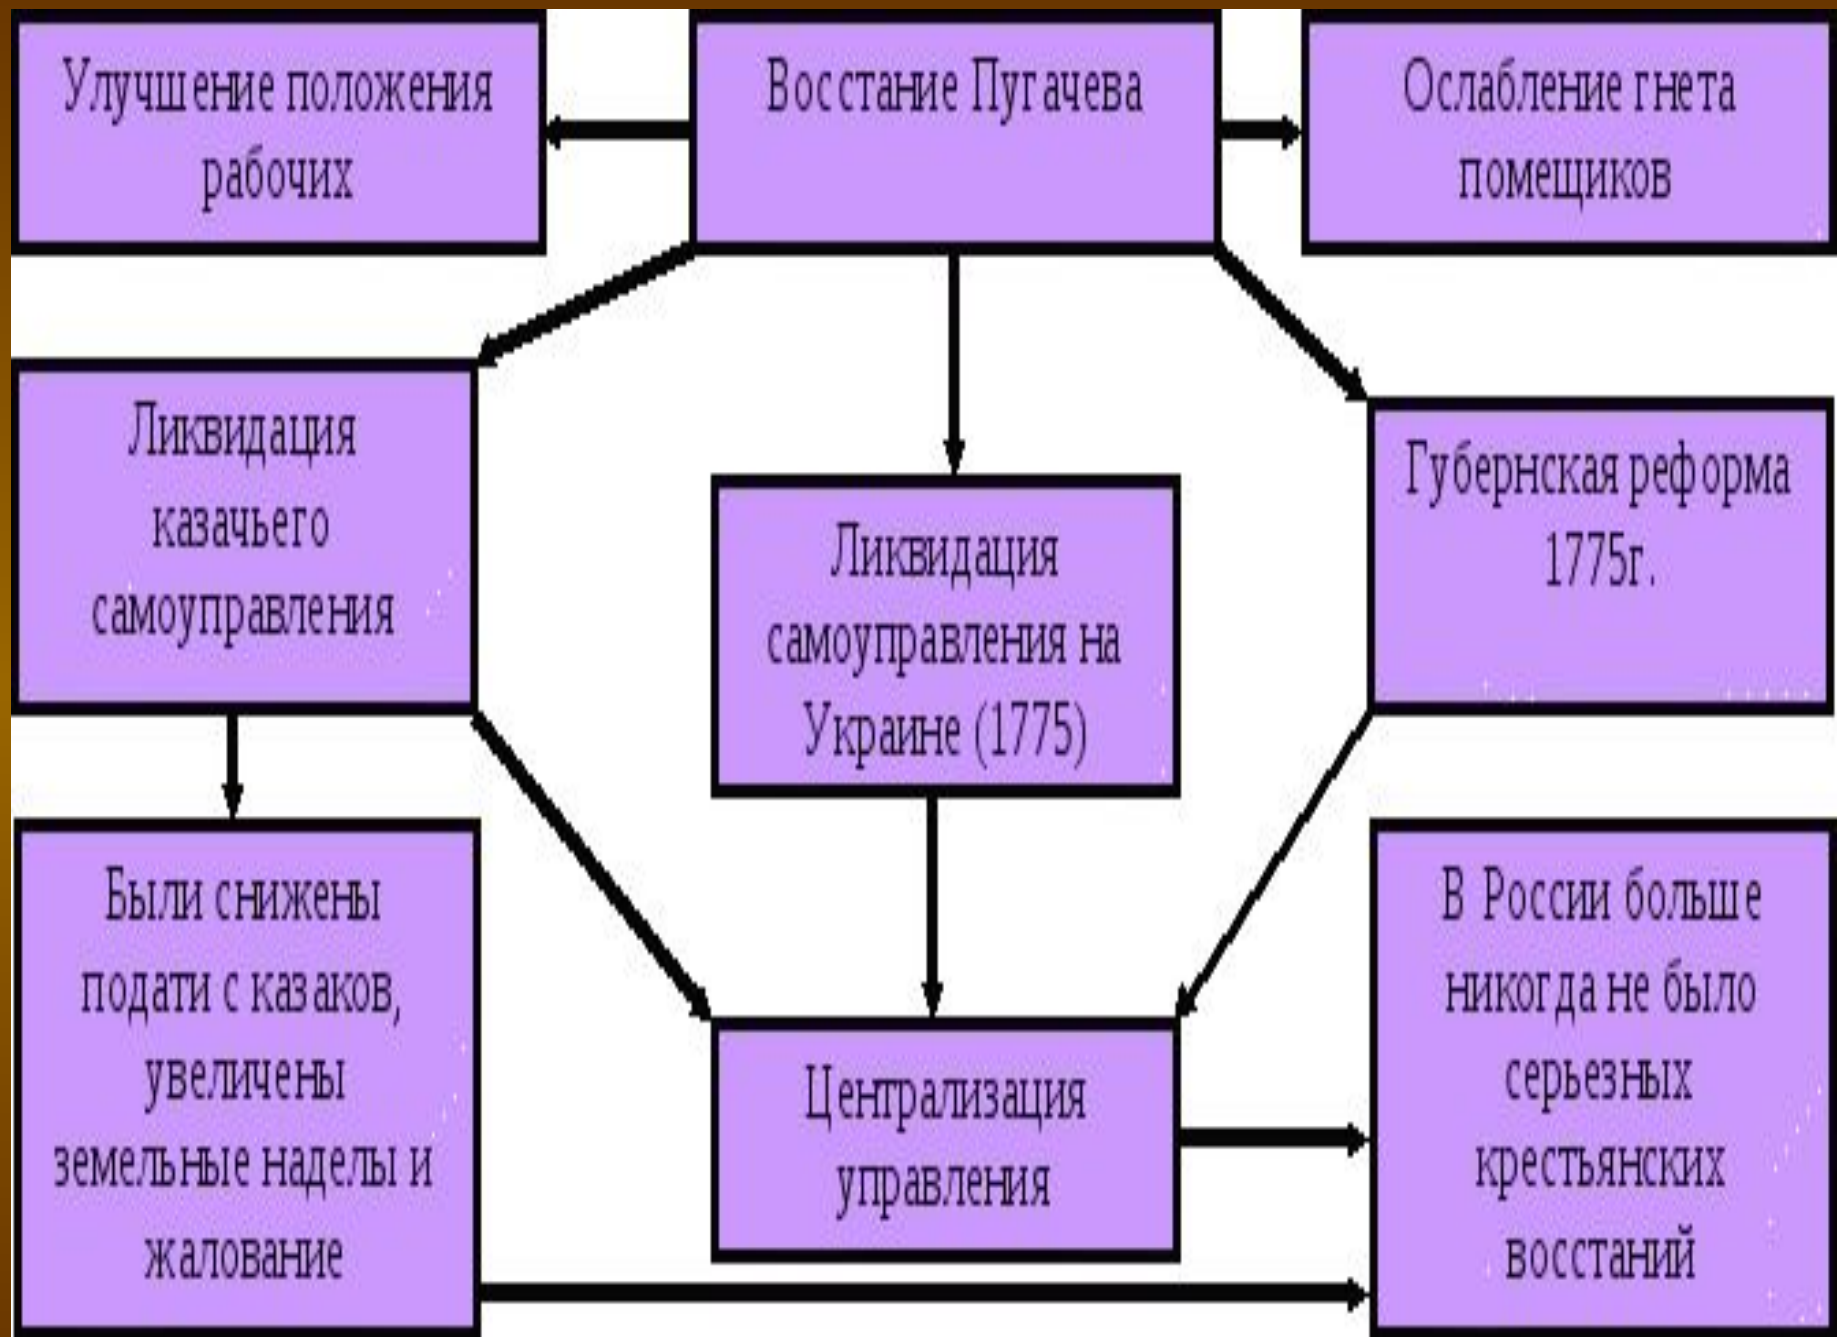 Улучшение положения
рабочих
Восстание Пугачева
Ослабление гнета
помещиков
Ликвидация
казачьего
самоуправления
Ликвидация
самоуправления на
Украине (1775)
Губернская реформа
1775г.
Были снижены
подати с казаков,
увеличены
земельные наделы и
жалование
Централизация
управления
В России больше
никогда не было
серьезных
крестьянских
восстаний